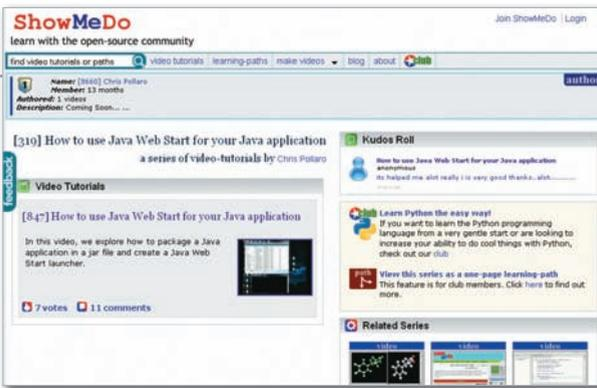 ShowMeDo
Join ShowMeDo Login
learn with the open-source community
find video tutorials or paths video tutorials learning-paths make videos blog about club
Name: [8660] Chris Pollaro
Member: 13 months
Authored: 1 videos
Description: Coming Soon... ...
autho
feedback
[319] How to use Java Web Start for your Java application
a series of video-tutorials by Chris Pollaro
Video Tutorials
[847] How to use Java Web Start for your Java application
In this video, we explore how to package a Java
application in a jar file and create a Java Web
Start launcher.
7 votes 11 comments
Kudos Roll
How to use Java Web Start for your Java application
anonymous
its helped me alot really i is very good thanks..alot..........
club Learn Python the easy way!
If you want to learn the Python programming
language from a very gentle start or are looking to
increase your ability to do cool things with Python,
check out our club
path View this series as a one-page learning-path
This feature is for club members. Click here to find out
more.
Related Series
video video video